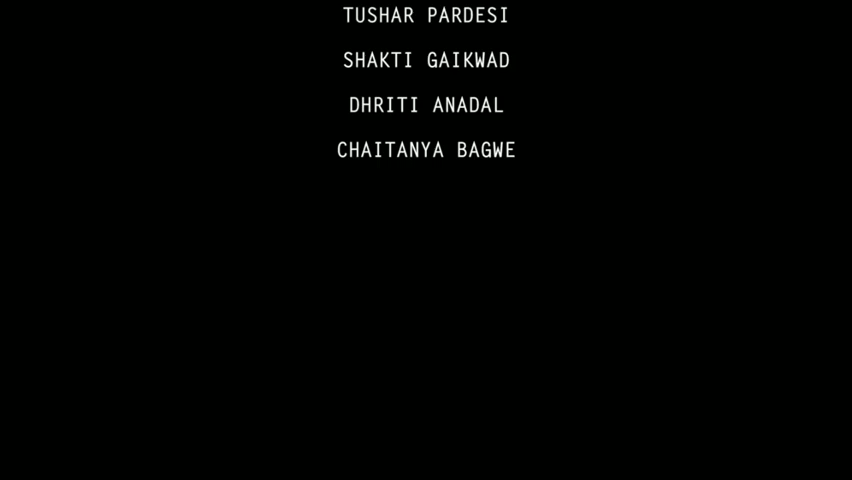 TUSHAR PARDESI
SHAKTI GAIKWAD
DHRITI ANADAL
CHAITANYA BAGWE